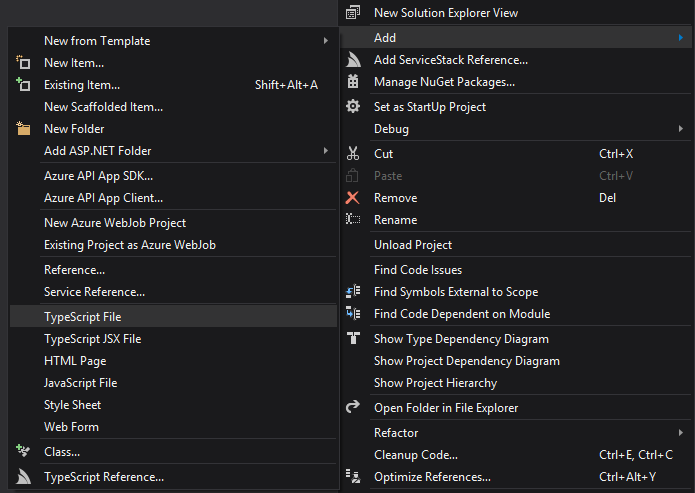 New Solution Explorer View
Add
Add ServiceStack Reference...
Manage NuGet Packages...
Set as StartUp Project
Debug
Cut Ctrl+X
Paste Ctrl+V
Remove Del
Rename
Unload Project
Find Code Issues
Find Symbols External to Scope
Find Code Dependent on Module
Show Type Dependency Diagram
Show Project Dependency Diagram
Show Project Hierarchy
Open Folder in File Explorer
Refactor
Cleanup Code... Ctrl+E, Ctrl+C
Optimize References... Ctrl+Alt+Y
New from Template
New Item...
Existing Item... Shift+Alt+A
New Scaffolded Item...
New Folder
Add ASP.NET Folder
Azure API App SDK...
Azure API App Client...
New Azure WebJob Project
Existing Project as Azure WebJob
Reference...
Service Reference...
TypeScript File
TypeScript JSX File
HTML Page
JavaScript File
Style Sheet
Web Form
Class...
TypeScript Reference...